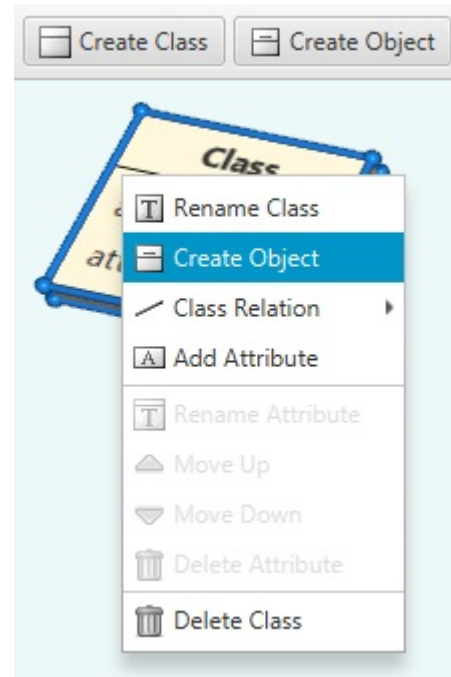 Create Class
Create Object
Class
Rename Class
Create Object
Class Relation
Add Attribute
Rename Attribute
Move Up
Move Down
Delete Attribute
Delete Class